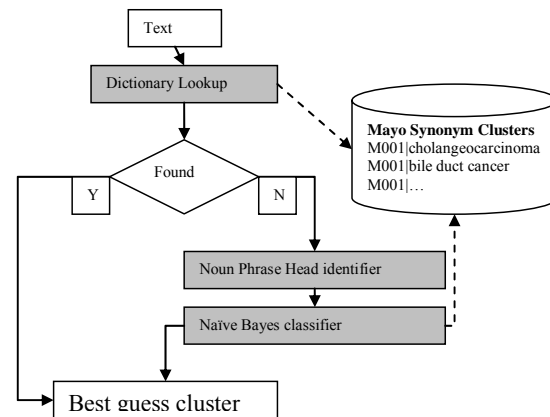 Text
Dictionary Lookup
Mayo Synonym Clusters
M001|cholangeocarcinoma
M001|bile duct cancer
M001|…
Found
Y
N
Noun Phrase Head identifier
Naïve Bayes classifier
Best guess cluster